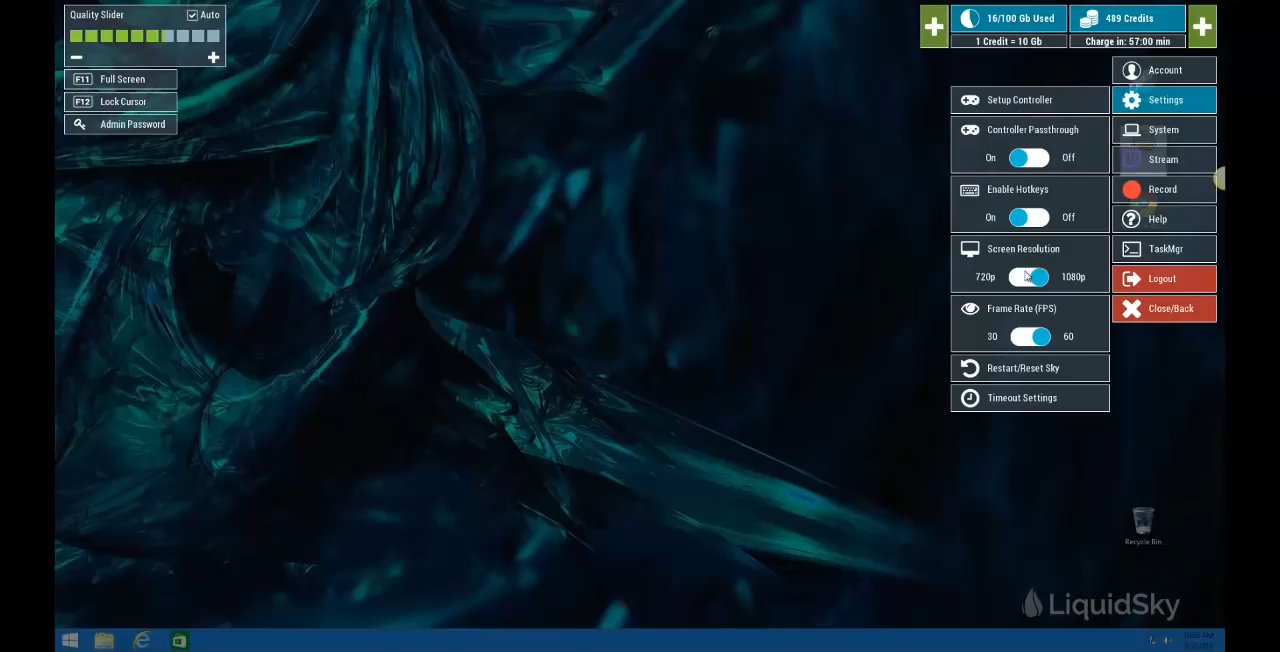 Quality Slider
Auto
F11 Full Screen
F12 Lock Cursor
Admin Password
16/100 Gb Used
489 Credits
1 Credit = 10 Gb
Charge in: 57:00 min
Account
Setup Controller
Settings
Controller Passthrough
System
On Off
Stream
Enable Hotkeys
Record
On Off
Help
Screen Resolution
TaskMgr
720p 1080p
Logout
Frame Rate (FPS)
Close/Back
30 60
Restart/Reset Sky
Timeout Settings
Recycle Bin
LiquidSky